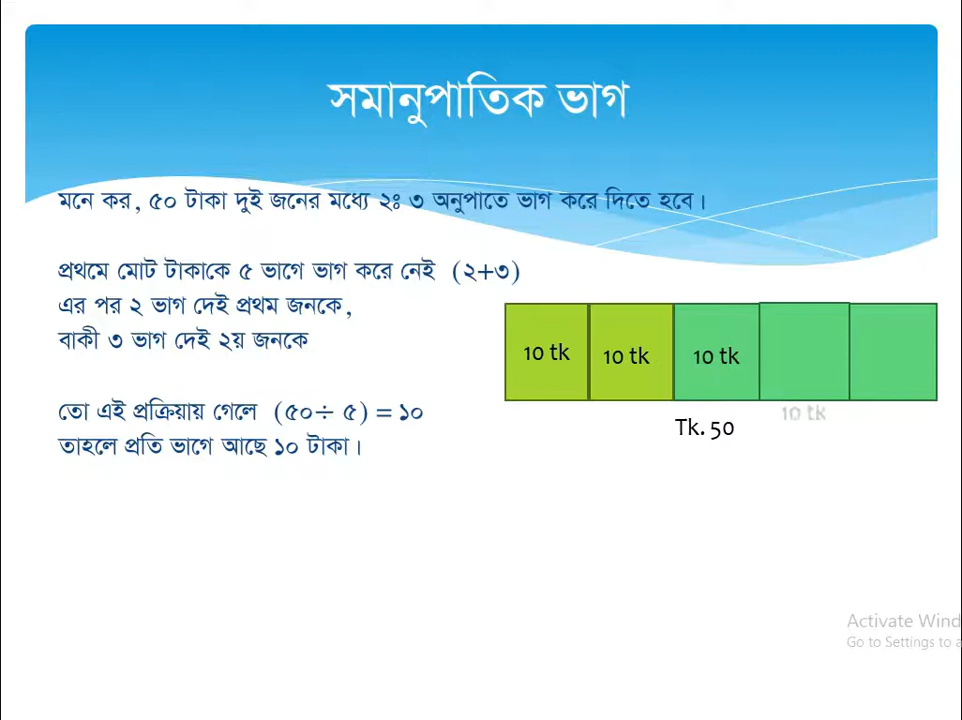 সমানুপাতিক ভাগ
মনে কর, ৫০ টাকা দুই জনের মধ্যে ২ঃ ৩ অনুপাতে ভাগ করে দিতে হবে।
প্রথমে মোট টাকাকে ৫ ভাগে ভাগ করে নেই (২+৩)
এর পর ২ ভাগ দেই প্রথম জনকে,
বাকী ৩ ভাগ দেই ২য় জনকে
10 tk 10 tk 10 tk
10 tk
Tk. 50
তো এই প্রক্রিয়ায় গেলে (৫০÷ ৫) = ১০
তাহলে প্রতি ভাগে আছে ১০ টাকা।
Activate Wind
Go to Settings to a